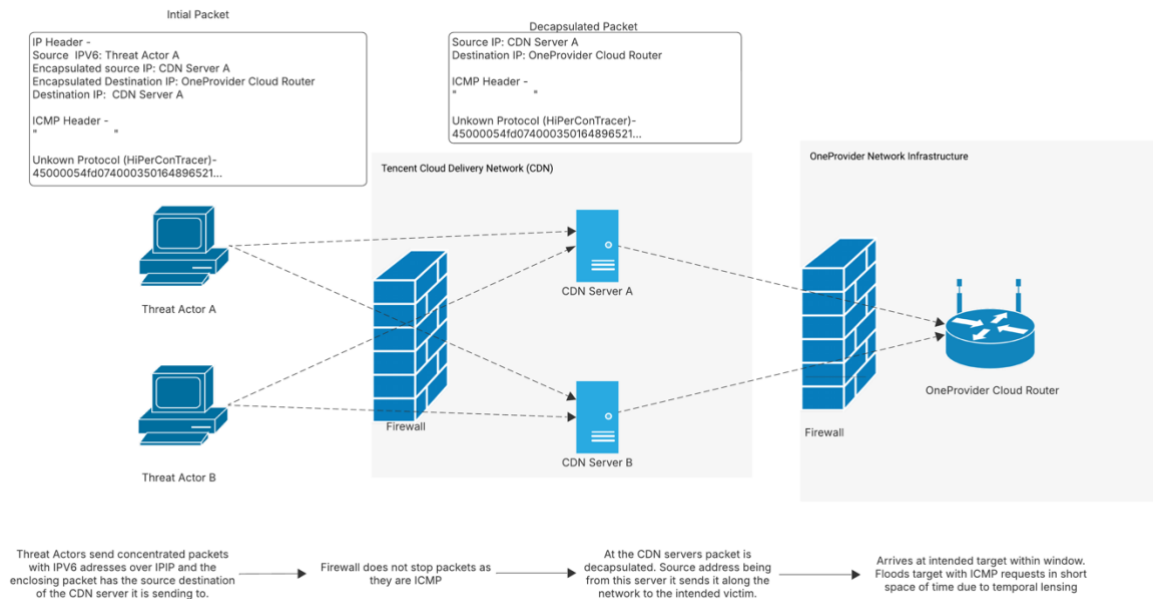 Intial Packet
IP Header -
Source IPV6: Threat Actor A
Encapsulated source IP: CDN Server A
Encapsulated Destination IP: OneProvider Cloud Router
Destination IP: CDN Server A
ICMP Header -
" "
Unkown Protocol (HiPerConTracer)-
45000054fd074000350164896521...
Decapsulated Packet
Source IP: CDN Server A
Destination IP: OneProvider Cloud Router
ICMP Header -
" "
Unkown Protocol (HiPerConTracer)-
45000054fd074000350164896521...
Tencent Cloud Delivery Network (CDN)
OneProvider Network Infrastructure
Threat Actor A
CDN Server A
OneProvider Cloud Router
Firewall
Firewall
CDN Server B
Threat Actor B
Threat Actors send concentrated packets
with IPV6 adresses over IPIP and the
enclosing packet has the source destination
of the CDN server it is sending to.
Firewall does not stop packets as
they are ICMP
At the CDN servers packet is
decapsulated. Source address being
from this server it sends it along the
network to the intended victim.
Arrives at intended target within window.
Floods target with ICMP requests in short
space of time due to temporal lensing